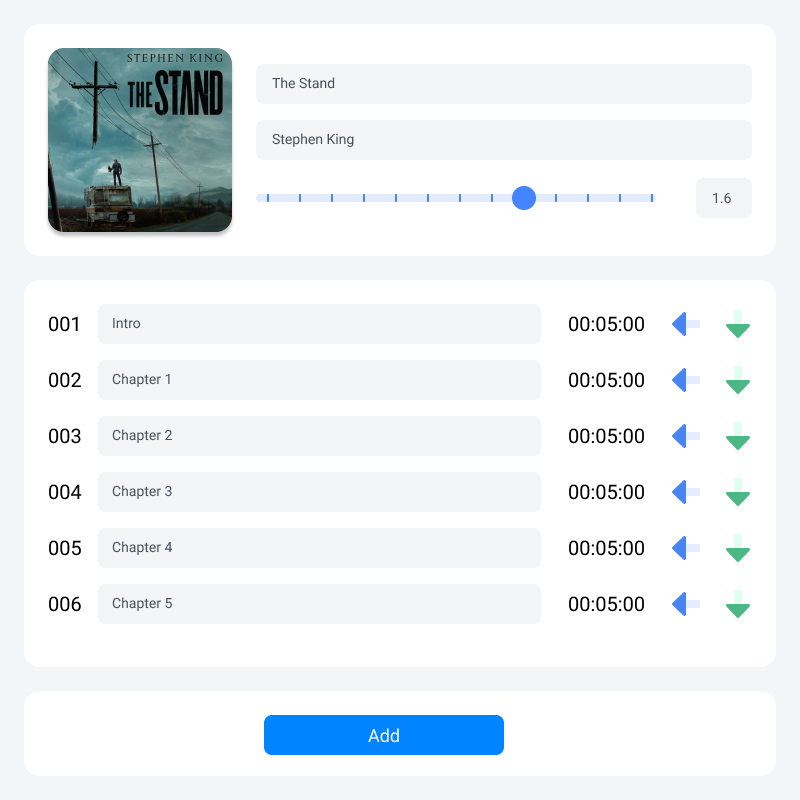 STEPHEN KING
THE STAND
The Stand
Stephen King
1.6
001 Intro 00:05:00
002 Chapter 1 00:05:00
003 Chapter 2 00:05:00
004 Chapter 3 00:05:00
005 Chapter 4 00:05:00
006 Chapter 5 00:05:00
Add